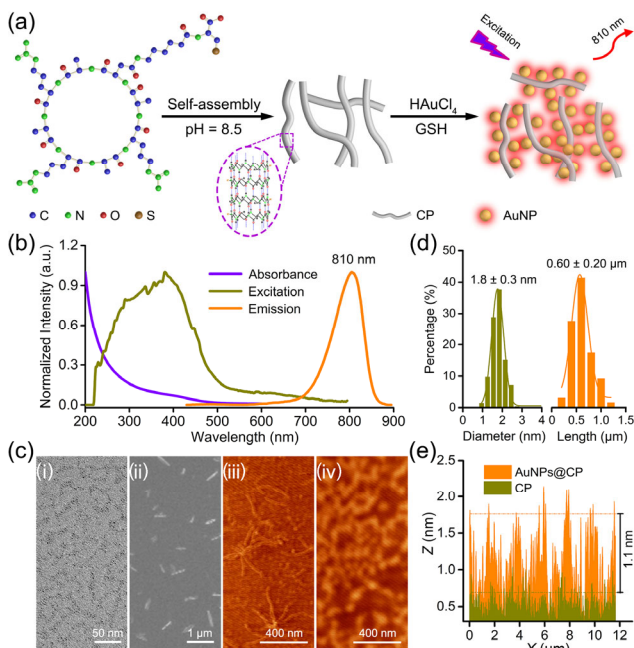 (a)
Excitation
810 nm
Self-assembly
pH = 8.5
HAuCl4
GSH
C N O S
CP AuNP
(b)
Normalized Intensity (a.u.)
1.2
0.9
0.6
0.3
0.0
Absorbance
Excitation
Emission
810 nm
200 300 400 500 600 700 800 900
Wavelength (nm)
(d)
Percentage (%)
50
40
30
20
10
0
1.8 ± 0.3 nm
0.60 ± 0.20 μm
0 1 2 3 4
0.0 0.5 1.0 1.5
Diameter (nm)
Length (μm)
(c)
(i) (ii) (iii) (iv)
50 nm
1 μm
400 nm
400 nm
(e)
Z (nm)
2.5
2.0
1.5
1.0
0.5
AuNPs@CP
CP
1.1 nm
0 2 4 6 8 10 12
X (μm)